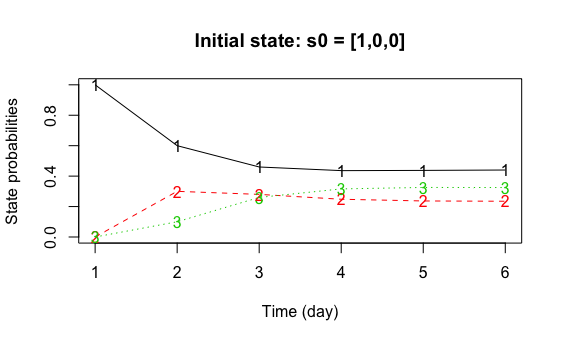 Initial state: s0 = [1,0,0]
State probabilities
0.8
0.4
0.0
1 1 1 1 1 1
2 2 2 2 2 2
3 3 3 3 3 3
1 2 3 4 5 6
Time (day)